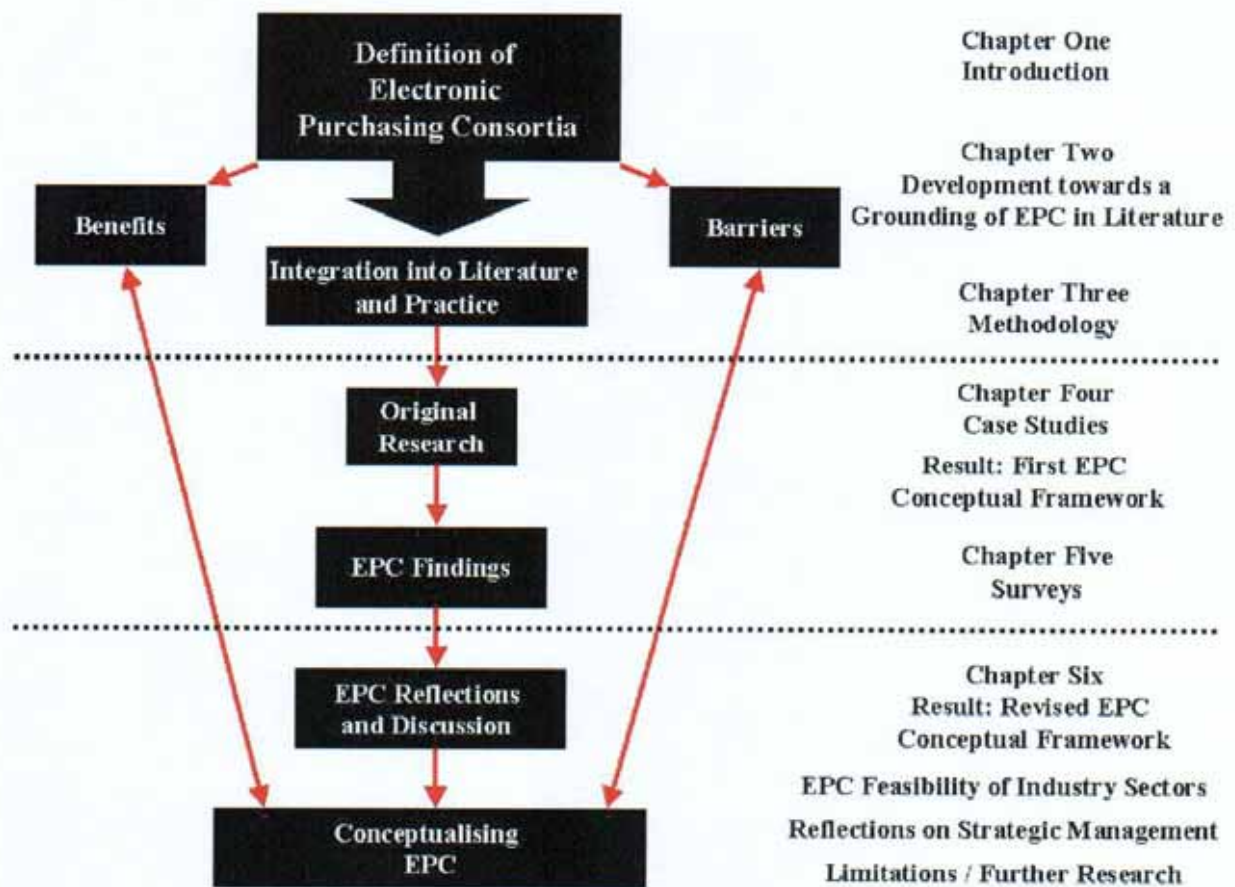 Definition of
Electronic
Purchasing Consortia
Benefits
Barriers
Integration into Literature
and Practice
Original
Research
EPC Findings
EPC Reflections
and Discussion
Conceptualising
EPC
Chapter One
Introduction
Chapter Two
Development towards a
Grounding of EPC in Literature
Chapter Three
Methodology
Chapter Four
Case Studies
Result: First EPC
Conceptual Framework
Chapter Five
Surveys
Chapter Six
Result: Revised EPC
Conceptual Framework
EPC Feasibility of Industry Sectors
Reflections on Strategic Management
Limitations / Further Research